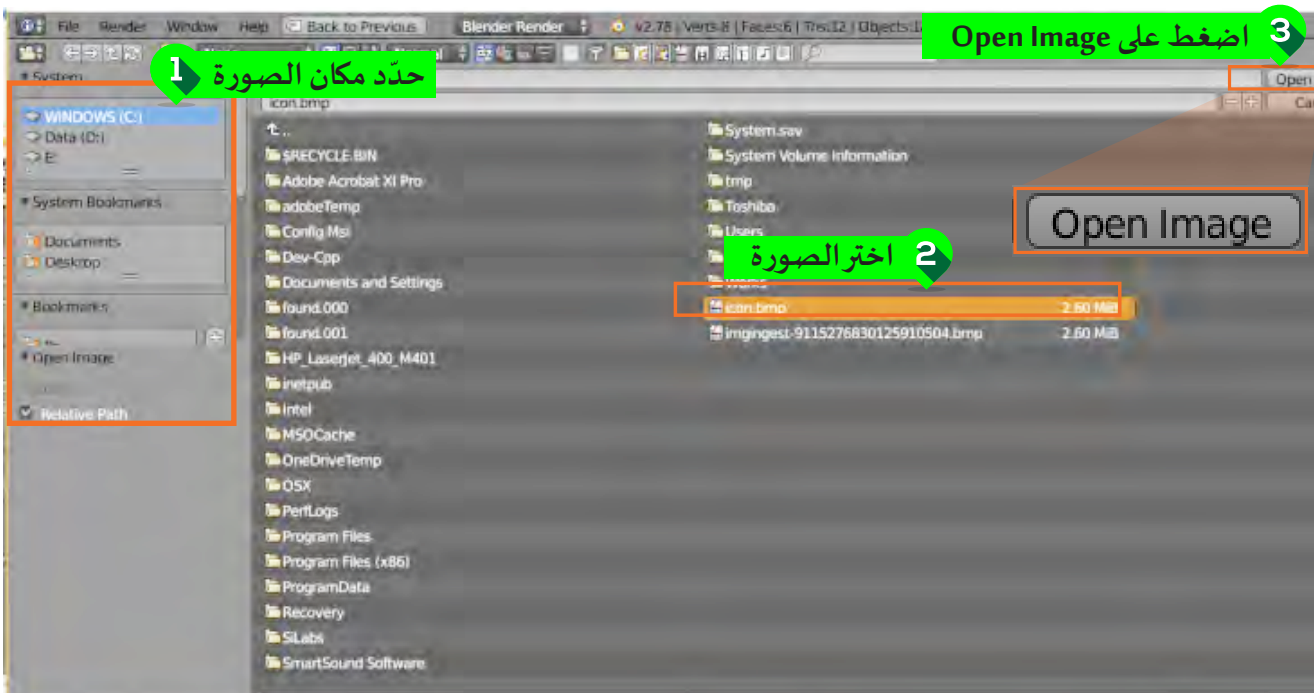 File Render Window Help Back to Previous Blender Render v2.78 | Verts:8 | Faces:6 | Tris:12 | Objects:1
3 اضغط على Open Image
1 حدّد مكان الصورة
System
WINDOWS (C:)
Data (D:)
E:
System Bookmarks
Documents
Desktop
Bookmarks
Open Image
Relative Path
Open
icon.bmp
Ca
..
$RECYCLE.BIN
Adobe Acrobat XI Pro
adobeTemp
Config.Msi
Dev-Cpp
Documents and Settings
found.000
found.001
HP_LaserJet_400_M401
inetpub
Intel
MSOCache
OneDriveTemp
OSX
PerfLogs
Program Files
Program Files (x86)
ProgramData
Recovery
SiLabs
SmartSound Software
System.sav
System Volume Information
tmp
Toshiba
Users
2 اختر الصورة
Works
icon.bmp 2.60 MiB
imgingest-9115276830125910504.bmp 2.60 MiB
Open Image